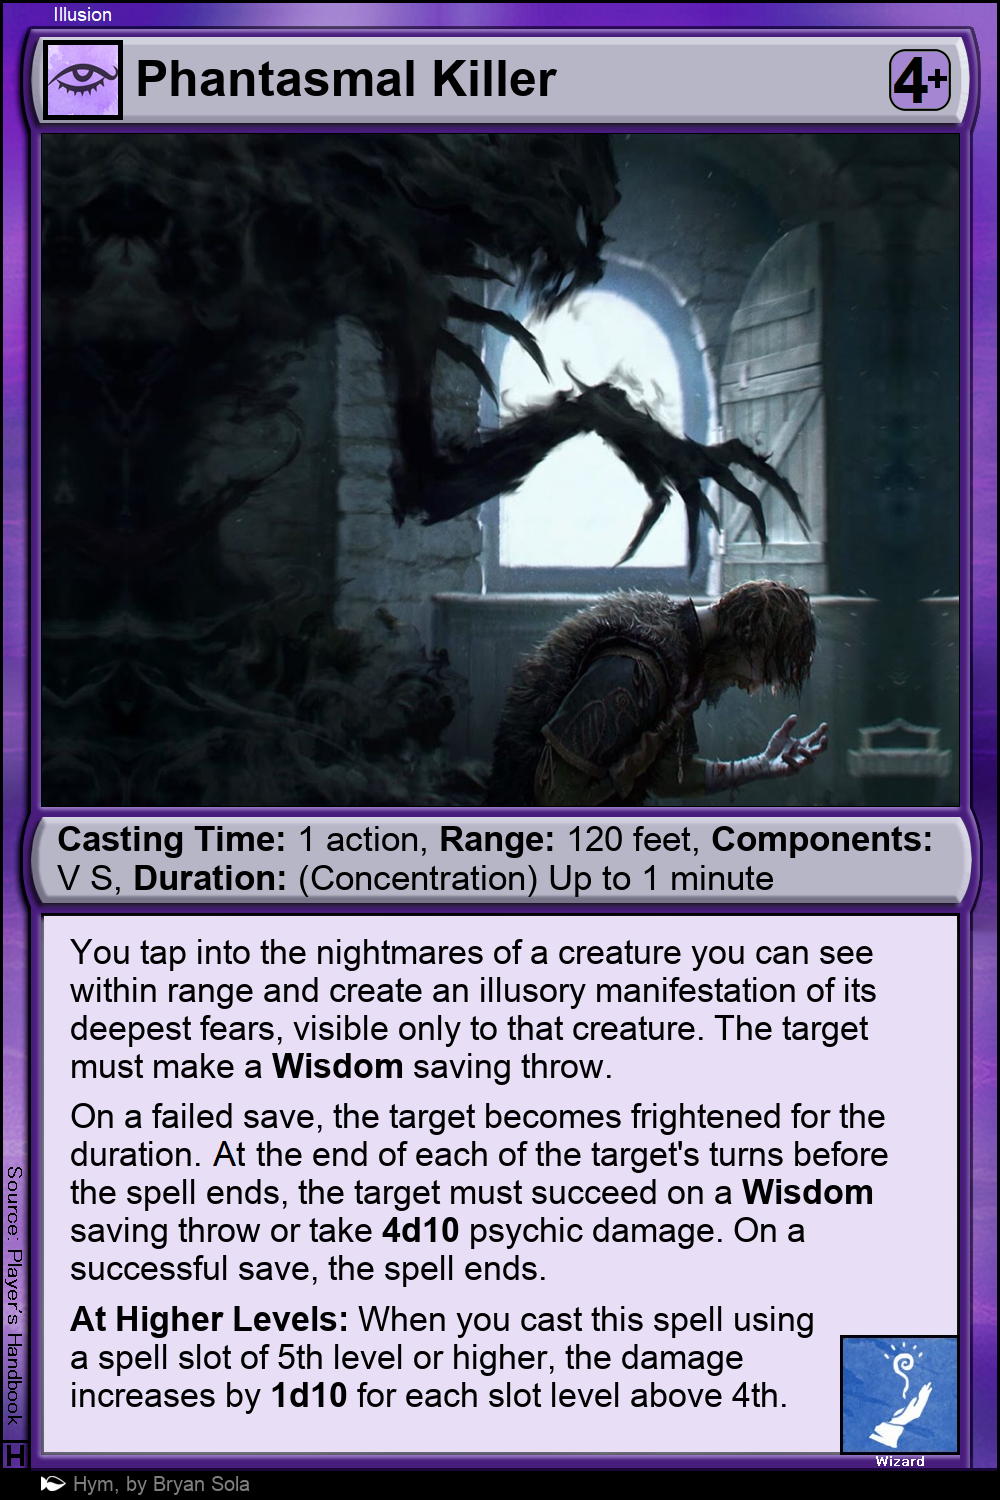 Illusion
Phantasmal Killer
4+
Casting Time: 1 action, Range: 120 feet, Components:
V S, Duration: (Concentration) Up to 1 minute
You tap into the nightmares of a creature you can see
within range and create an illusory manifestation of its
deepest fears, visible only to that creature. The target
must make a Wisdom saving throw.
On a failed save, the target becomes frightened for the
duration. At the end of each of the target's turns before
the spell ends, the target must succeed on a Wisdom
saving throw or take 4d10 psychic damage. On a
successful save, the spell ends.
At Higher Levels: When you cast this spell using
a spell slot of 5th level or higher, the damage
increases by 1d10 for each slot level above 4th.
Wizard
Source: Player's Handbook
H
Hym, by Bryan Sola